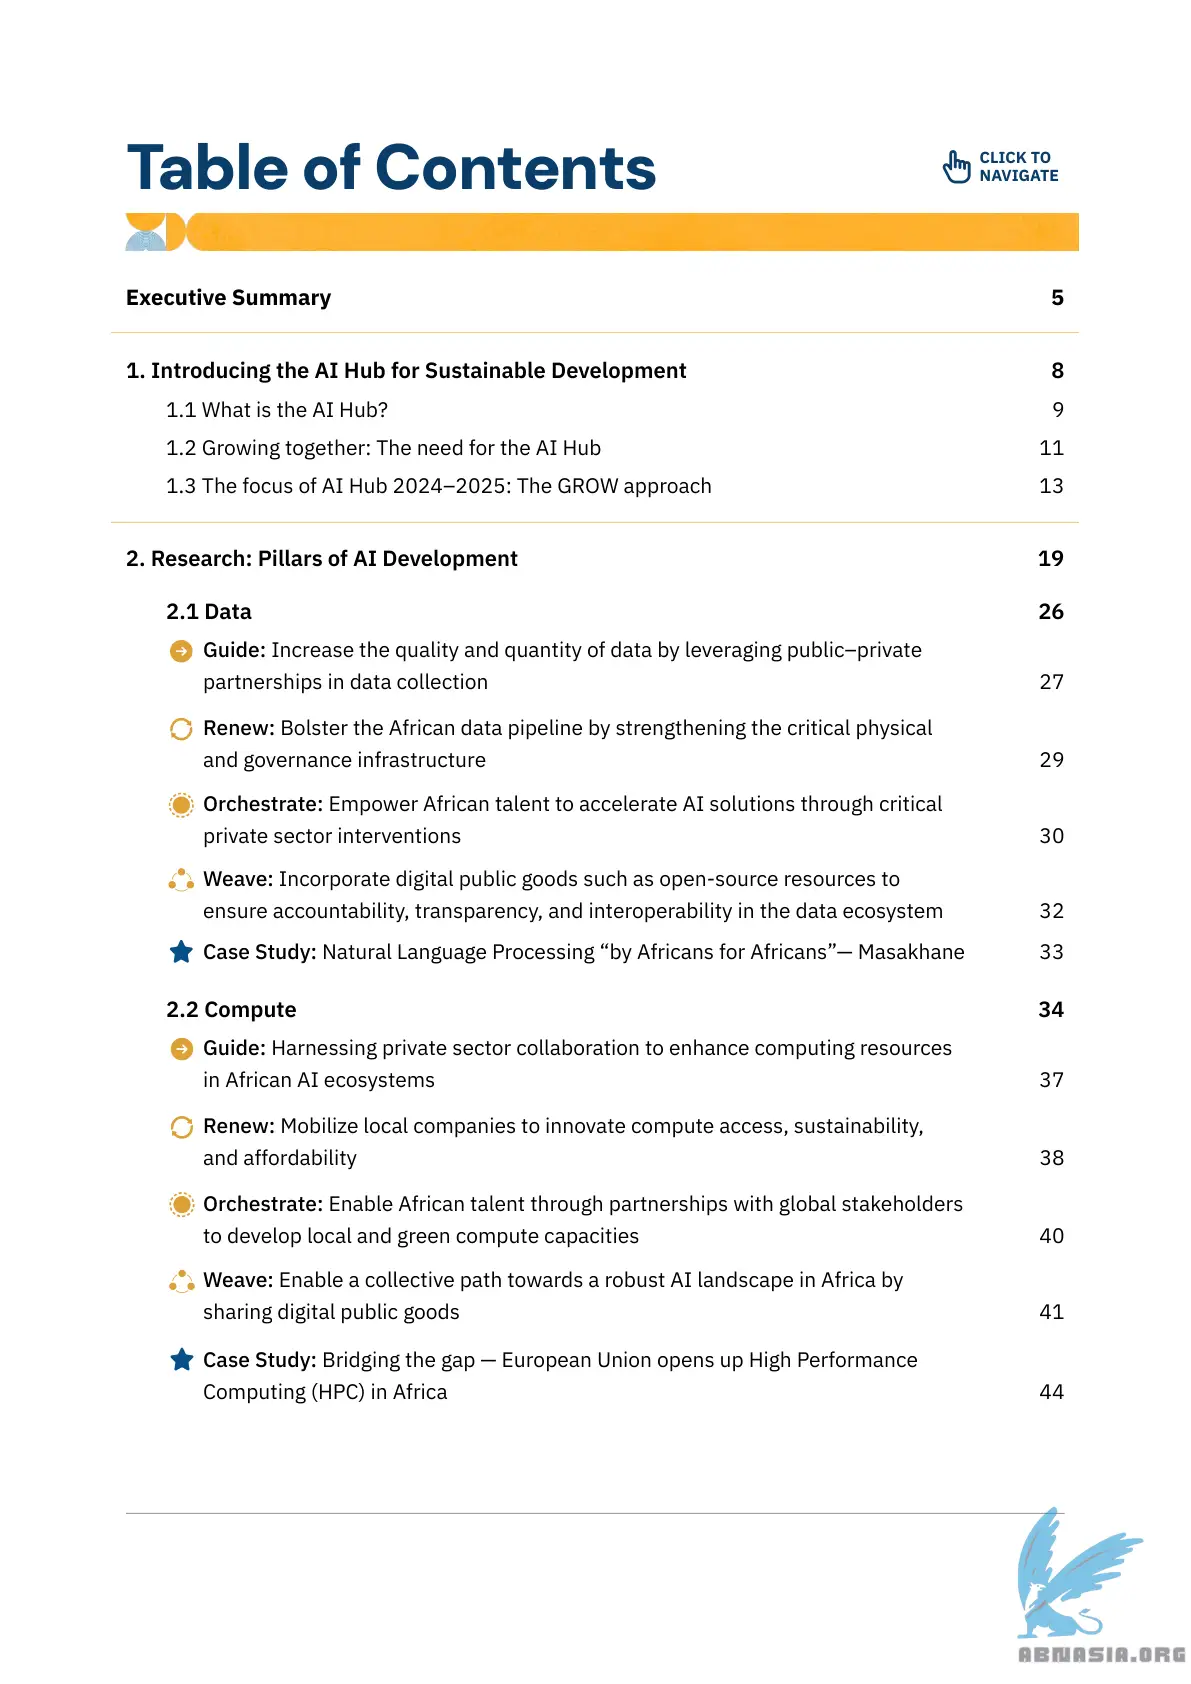 Table of Contents
CLICK TO
NAVIGATE
Executive Summary 5
1. Introducing the AI Hub for Sustainable Development 8
1.1 What is the AI Hub? 9
1.2 Growing together: The need for the AI Hub 11
1.3 The focus of AI Hub 2024–2025: The GROW approach 13
2. Research: Pillars of AI Development 19
2.1 Data 26
Guide: Increase the quality and quantity of data by leveraging public–private
partnerships in data collection 27
Renew: Bolster the African data pipeline by strengthening the critical physical
and governance infrastructure 29
Orchestrate: Empower African talent to accelerate AI solutions through critical
private sector interventions 30
Weave: Incorporate digital public goods such as open-source resources to
ensure accountability, transparency, and interoperability in the data ecosystem 32
Case Study: Natural Language Processing “by Africans for Africans”— Masakhane 33
2.2 Compute 34
Guide: Harnessing private sector collaboration to enhance computing resources
in African AI ecosystems 37
Renew: Mobilize local companies to innovate compute access, sustainability,
and affordability 38
Orchestrate: Enable African talent through partnerships with global stakeholders
to develop local and green compute capacities 40
Weave: Enable a collective path towards a robust AI landscape in Africa by
sharing digital public goods 41
Case Study: Bridging the gap — European Union opens up High Performance
Computing (HPC) in Africa 44
ABNASIA.ORG